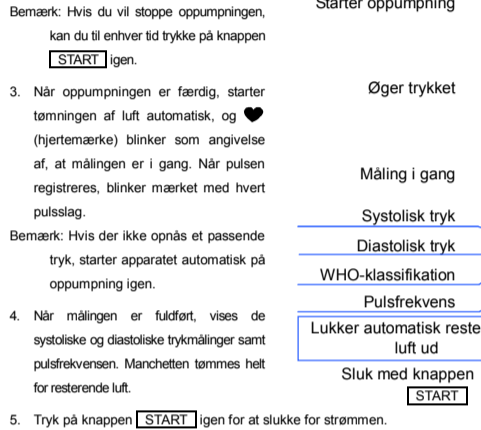 Bemærk: Hvis du vil stoppe oppumpningen,
kan du til enhver tid trykke på knappen
START igen.
3. Når oppumpningen er færdig, starter
tømningen af luft automatisk, og ♥
(hjertemærke) blinker som angivelse
af, at målingen er i gang. Når pulsen
registreres, blinker mærket med hvert
pulsslag.
Bemærk: Hvis der ikke opnås et passende
tryk, starter apparatet automatisk på
oppumpning igen.
4. Når målingen er fuldført, vises de
systoliske og diastoliske trykmålinger samt
pulsfrekvensen. Manchetten tømmes helt
for resterende luft.
5. Tryk på knappen START igen for at slukke for strømmen.
Starter oppumpning
Øger trykket
Måling i gang
Systolisk tryk
Diastolisk tryk
WHO-klassifikation
Pulsfrekvens
Lukker automatisk reste
luft ud
Sluk med knappen
START